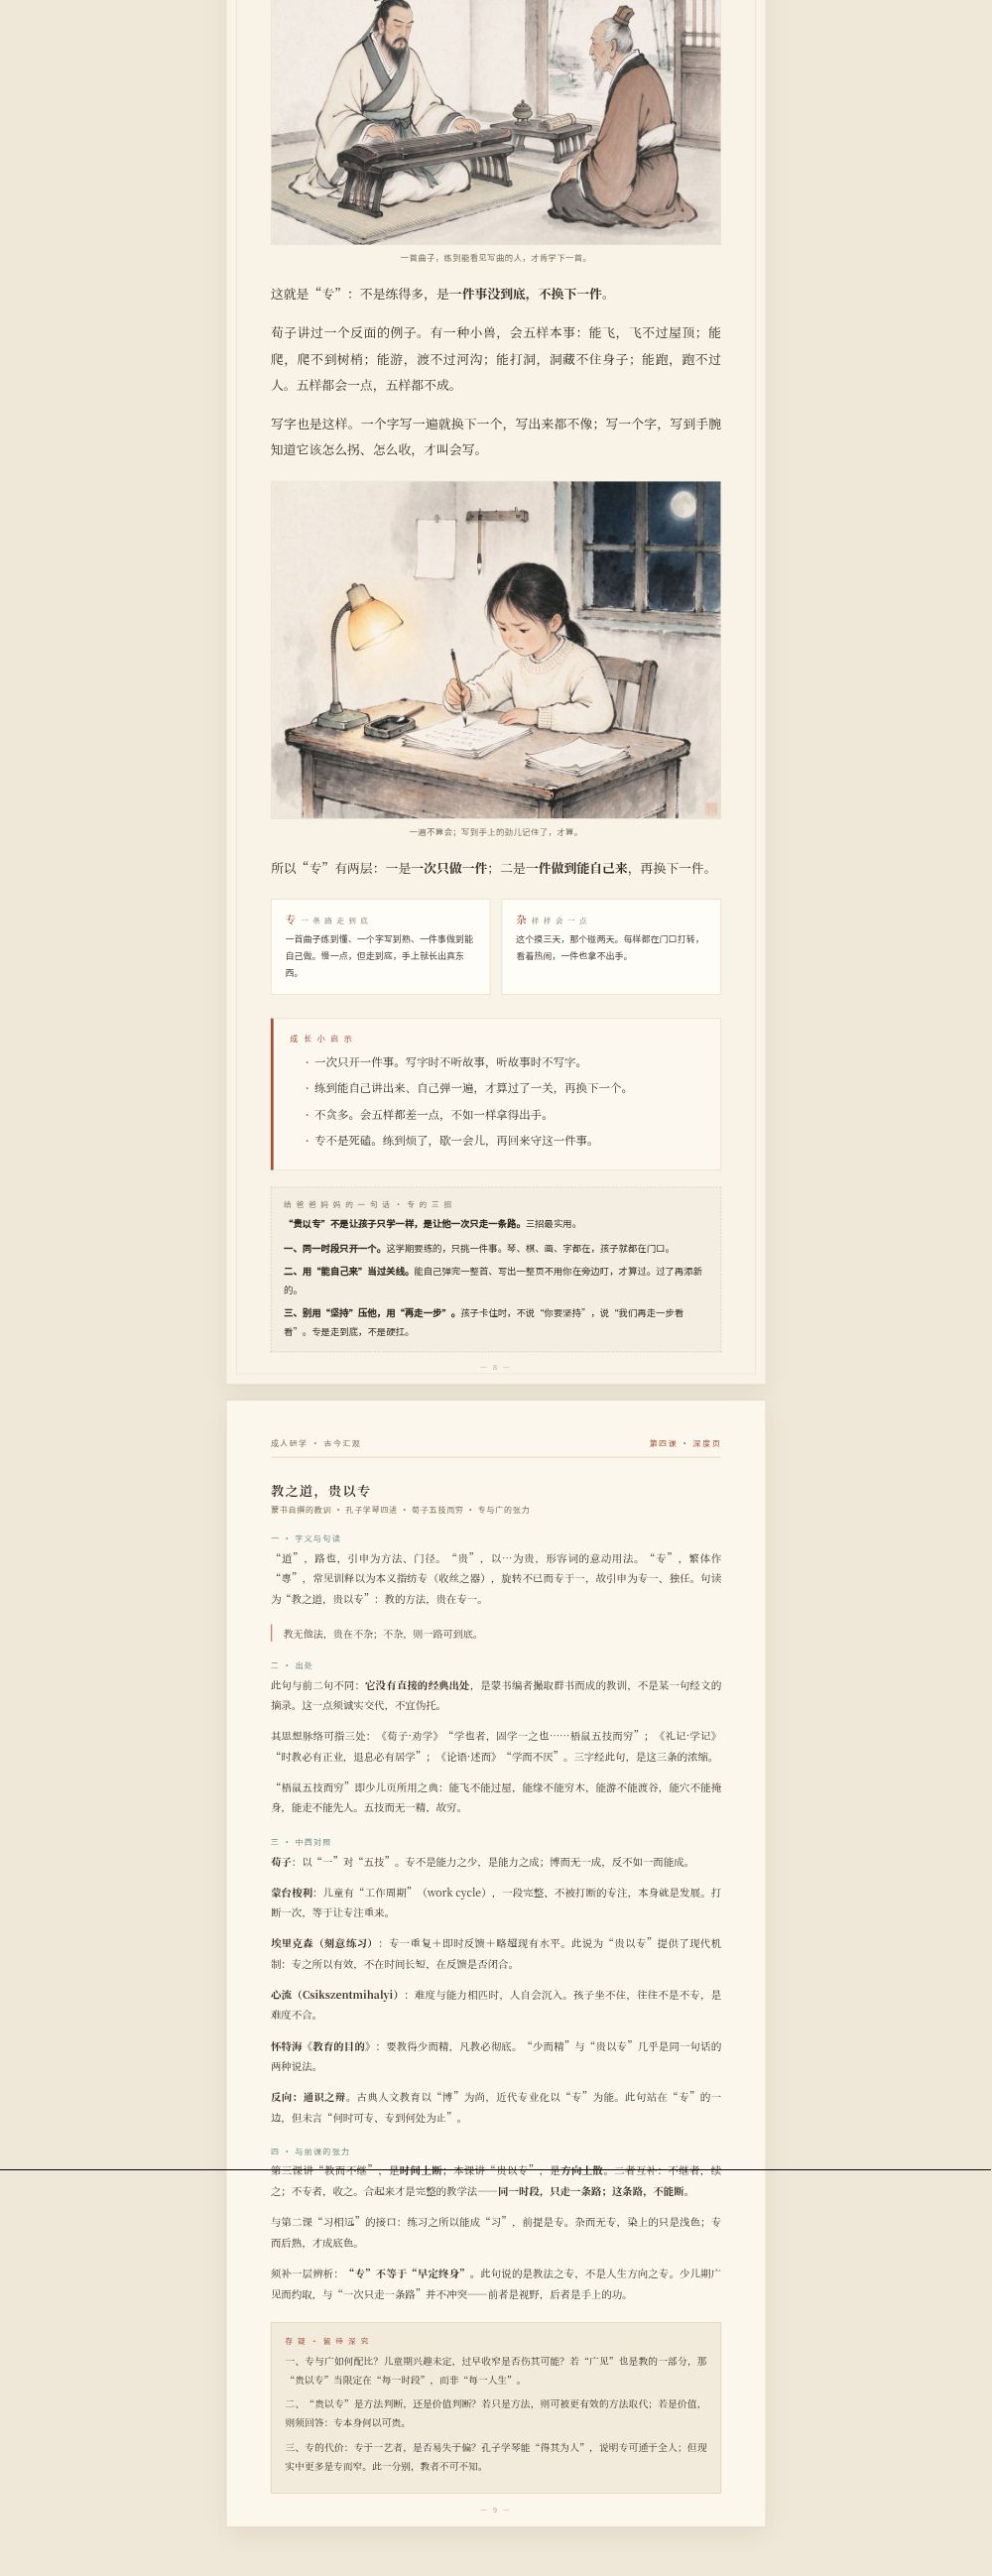 一首曲子，练到能看见写曲的人，才肯学下一首。
这就是“专”：不是练得多，是一件事没到底，不换下一件。
荀子讲过一个反面的例子。有一种小兽，会五样本事：能飞，飞不过屋顶；能
爬，爬不到树梢；能游，渡不过河沟；能打洞，洞藏不住身子；能跑，跑不过
人。五样都会一点，五样都不成。
写字也是这样。一个字写一遍就换下一个，写出来都不像；写一个字，写到手腕
知道它该怎么拐、怎么收，才叫会写。
一遍不算会；写到手上的劲儿记住了，才算。
所以“专”有两层：一是一次只做一件；二是一件做到能自己来，再换下一件。
专 一条路走到底
一首曲子练到懂、一个字写到熟、一件事做到能
自己做。慢一点，但走到底，手上就长出真东
西。
杂 样样会一点
这个摸三天，那个碰两天。每样都在门口打转，
看着热闹，一件也拿不出手。
成长小启示
· 一次只开一件事。写字时不听故事，听故事时不写字。
· 练到能自己讲出来、自己弹一遍，才算过了一关，再换下一个。
· 不贪多。会五样都差一点，不如一样拿得出手。
· 专不是死磕。练到烦了，歇一会儿，再回来守这一件事。
给爸爸妈妈的一句话 · 专的三招
“贵以专”不是让孩子只学一样，是让他一次只走一条路。三招最实用。
一、同一时段只开一个。这学期要练的，只挑一件事。琴、棋、画、字都在，孩子就都在门口。
二、用“能自己来”当过关线。能自己弹完一整首、写出一整页不用你在旁边盯，才算过。过了再添新
的。
三、别用“坚持”压他，用“再走一步”。孩子卡住时，不说“你要坚持”，说“我们再走一步看
看”。专是走到底，不是硬扛。
— 8 —
成人研学 · 古今汇观
第四课 · 深度页
教之道，贵以专
蒙书自撰的教训 · 孔子学琴四进 · 荀子五技而穷 · 专与广的张力
一 · 字义与句读
“道”，路也，引申为方法、门径。“贵”，以…为贵，形容词的意动用法。“专”，繁体作
“專”，常见训释以为本义指纺专（收丝之器），旋转不已而专于一，故引申为专一、独任。句读
为“教之道，贵以专”：教的方法，贵在专一。
教无他法，贵在不杂；不杂，则一路可到底。
二 · 出处
此句与前二句不同：它没有直接的经典出处，是蒙书编者撮取群书而成的教训，不是某一句经文的
摘录。这一点须诚实交代，不宜伪托。
其思想脉络可指三处：《荀子·劝学》“学也者，固学一之也……梧鼠五技而穷”；《礼记·学记》
“时教必有正业，退息必有居学”；《论语·述而》“学而不厌”。三字经此句，是这三条的浓缩。
“梧鼠五技而穷”即少儿页所用之典：能飞不能过屋，能缘不能穷木，能游不能渡谷，能穴不能掩
身，能走不能先人。五技而无一精，故穷。
三 · 中西对照
荀子：以“一”对“五技”。专不是能力之少，是能力之成；博而无一成，反不如一而能成。
蒙台梭利：儿童有“工作周期”（work cycle），一段完整、不被打断的专注，本身就是发展。打
断一次，等于让专注重来。
埃里克森（刻意练习）：专一重复＋即时反馈＋略超现有水平。此说为“贵以专”提供了现代机
制：专之所以有效，不在时间长短，在反馈是否闭合。
心流（Csikszentmihalyi）：难度与能力相匹时，人自会沉入。孩子坐不住，往往不是不专，是
难度不合。
怀特海《教育的目的》：要教得少而精，凡教必彻底。“少而精”与“贵以专”几乎是同一句话的
两种说法。
反向：通识之辩。古典人文教育以“博”为尚，近代专业化以“专”为能。此句站在“专”的一
边，但未言“何时可专、专到何处为止”。
四 · 与前课的张力
第三课讲“教而不继”，是时间上断；本课讲“贵以专”，是方向上散。二者互补：不继者，续
之；不专者，收之。合起来才是完整的教学法——同一时段，只走一条路；这条路，不能断。
与第二课“习相远”的接口：练习之所以能成“习”，前提是专。杂而无专，染上的只是浅色；专
而后熟，才成底色。
须补一层辨析：“专”不等于“早定终身”。此句说的是教法之专，不是人生方向之专。少儿期广
见而约取，与“一次只走一条路”并不冲突——前者是视野，后者是手上的功。
存疑 · 留待深究
一、专与广如何配比？儿童期兴趣未定，过早收窄是否伤其可能？若“广见”也是教的一部分，那
“贵以专”当限定在“每一时段”，而非“每一人生”。
二、“贵以专”是方法判断，还是价值判断？若只是方法，则可被更有效的方法取代；若是价值，
则须回答：专本身何以可贵。
三、专的代价：专于一艺者，是否易失于偏？孔子学琴能“得其为人”，说明专可通于全人；但现
实中更多是专而窄。此一分别，教者不可不知。
— 9 —